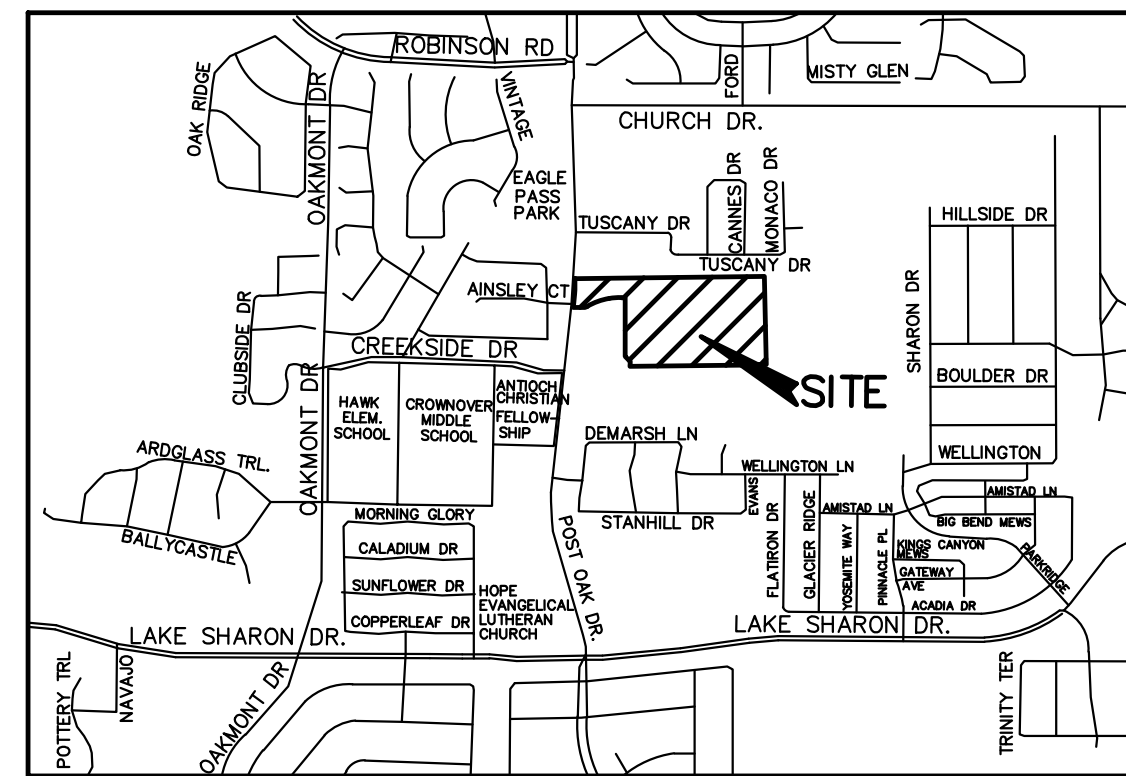 ROBINSON RD
OAK RIDGE
OAKMONT DR
VINTAGE
FORD
MISTY GLEN
CHURCH DR.
EAGLE
PASS
PARK
TUSCANY DR
CANNES DR
MONACO DR
TUSCANY DR
HILLSIDE DR
SHARON DR
AINSLEY CT
CLUBSIDE DR
CREEKSIDE DR
SITE
BOULDER DR
OAKMONT DR
HAWK
ELEM.
SCHOOL
CROWNOVER
MIDDLE
SCHOOL
ANTIOCH
CHRISTIAN
FELLOW-
SHIP
DEMARSH LN
WELLINGTON
ARDGLASS TRL.
WELLINGTON LN
EVANS
AMISTAD LN
BALLYCASTLE
MORNING GLORY
STANHILL DR
FLATIRON DR
GLACIER RIDGE
AMISTAD LN
YOSEMITE WAY
PINNACLE PL
BIG BEND MEWS
KINGS CANYON
MEWS
PARKRIDGE
GATEWAY
AVE
ACADIA DR
CALADIUM DR
SUNFLOWER DR
COPPERLEAF DR
HOPE
EVANGELICAL
LUTHERAN
CHURCH
POST OAK DR.
LAKE SHARON DR.
LAKE SHARON DR.
POTTERY TRL
NAVAJO
OAKMONT DR
TRINITY TER